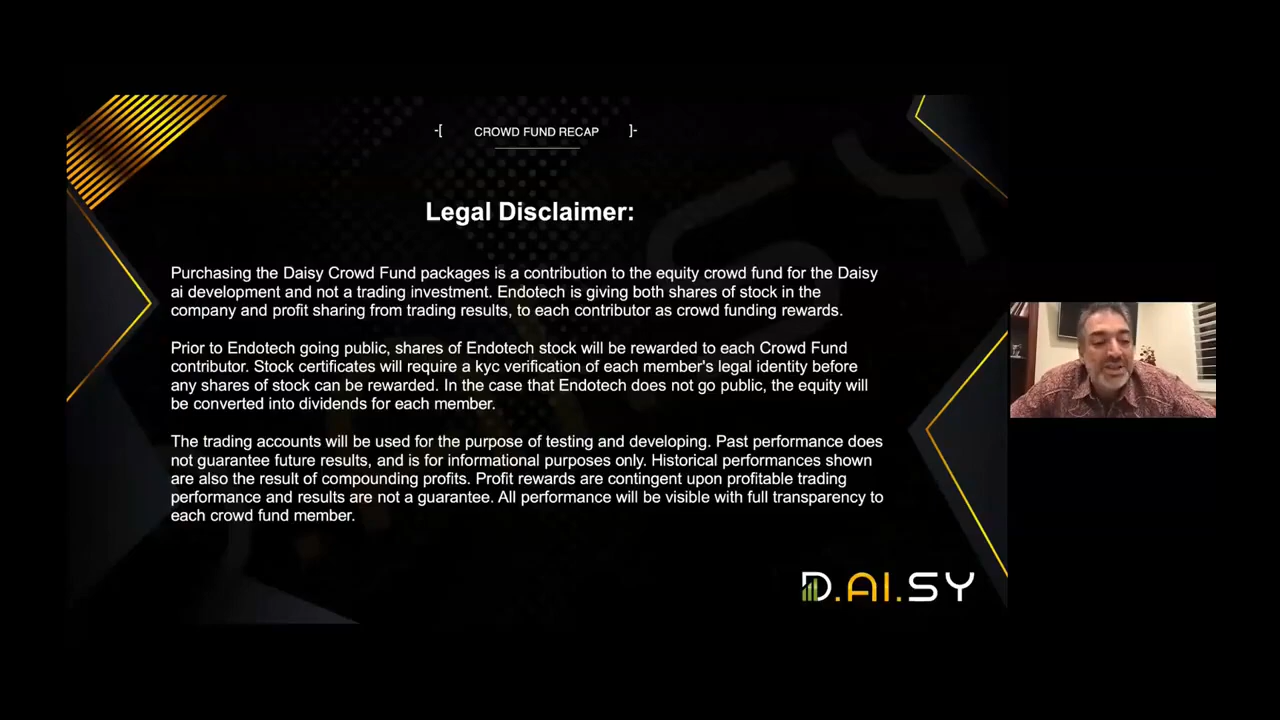 -[ CROWD FUND RECAP ]-
Legal Disclaimer:
Purchasing the Daisy Crowd Fund packages is a contribution to the equity crowd fund for the Daisy
ai development and not a trading investment. Endotech is giving both shares of stock in the
company and profit sharing from trading results, to each contributor as crowd funding rewards.
Prior to Endotech going public, shares of Endotech stock will be rewarded to each Crowd Fund
contributor. Stock certificates will require a kyc verification of each member's legal identity before
any shares of stock can be rewarded. In the case that Endotech does not go public, the equity will
be converted into dividends for each member.
The trading accounts will be used for the purpose of testing and developing. Past performance does
not guarantee future results, and is for informational purposes only. Historical performances shown
are also the result of compounding profits. Profit rewards are contingent upon profitable trading
performance and results are not a guarantee. All performance will be visible with full transparency to
each crowd fund member.
D.AI.SY